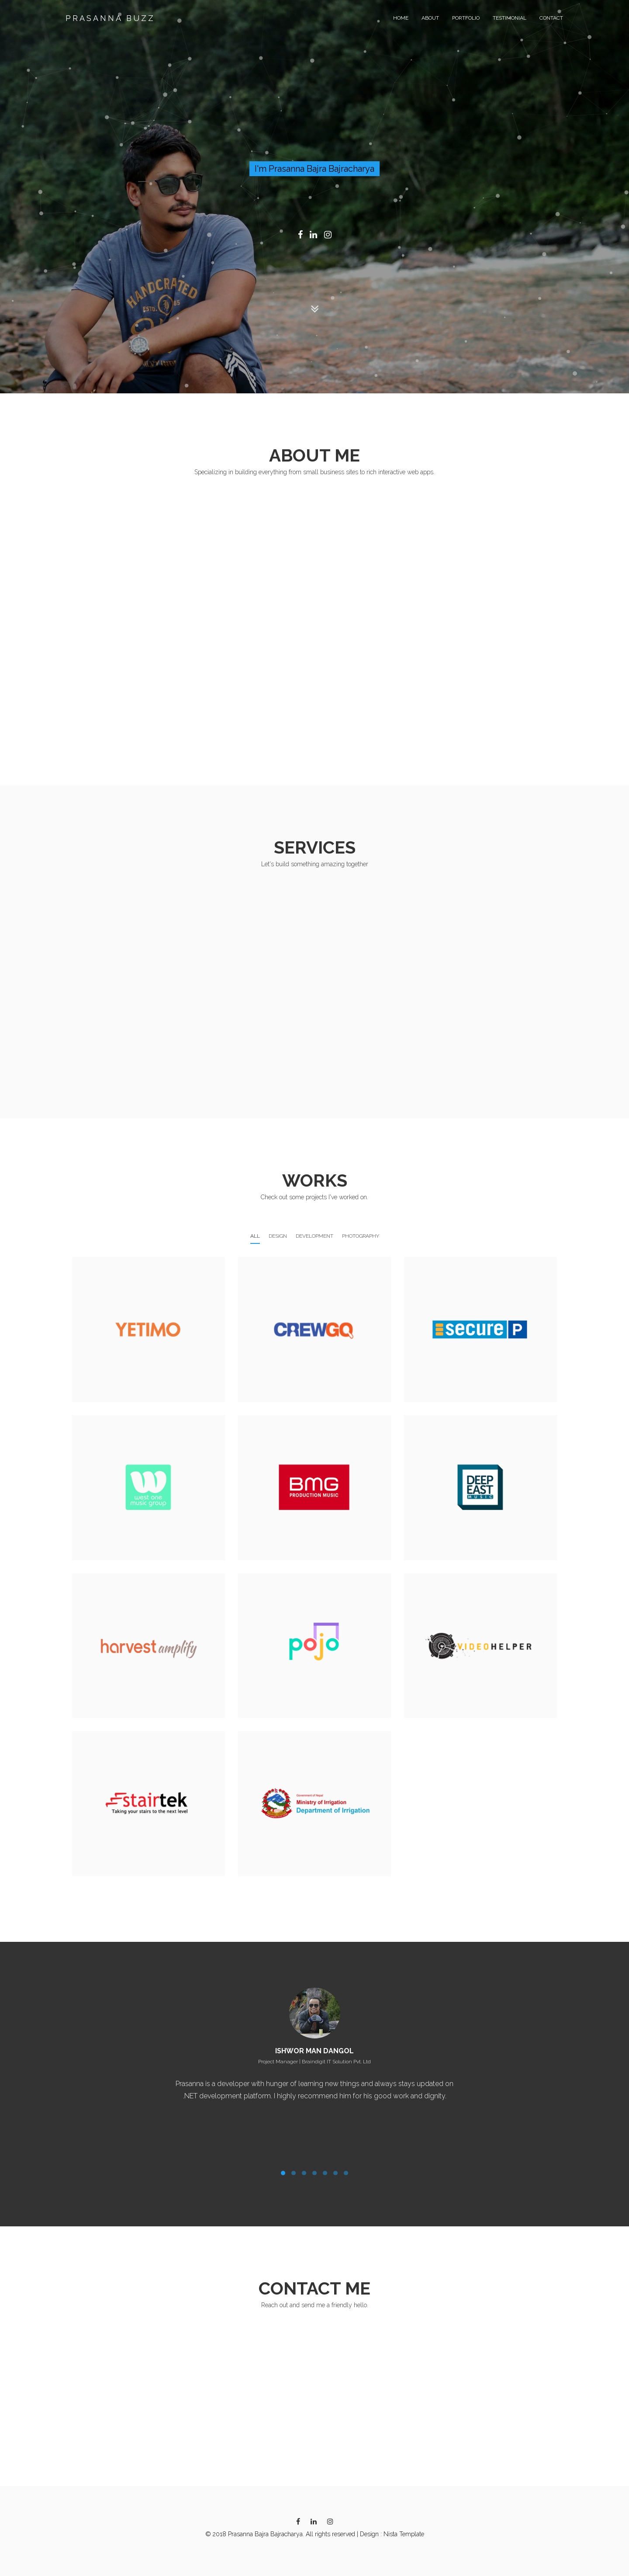 PRASANNA BUZZ
HOME ABOUT PORTFOLIO TESTIMONIAL CONTACT
I'm Prasanna Bajra Bajracharya
HANDCRAFTED
ABOUT ME
Specializing in building everything from small business sites to rich interactive web apps.
SERVICES
Let's build something amazing together
WORKS
Check out some projects I've worked on.
ALL DESIGN DEVELOPMENT PHOTOGRAPHY
YETIMO
CREWGO
secure P
west one
music group
BMG
PRODUCTION MUSIC
DEEP
EAST
MUSIC
harvest amplify
pojo
VIDEOHELPER
stairtek
Taking your stairs to the next level
Government of Nepal
Ministry of Irrigation
Department of Irrigation
ISHWOR MAN DANGOL
Project Manager | Braindigit IT Solution Pvt. Ltd
Prasanna is a developer with hunger of learning new things and always stays updated on
.NET development platform. I highly recommend him for his good work and dignity.
CONTACT ME
Reach out and send me a friendly hello.
© 2018 Prasanna Bajra Bajracharya. All rights reserved | Design : Nista Template